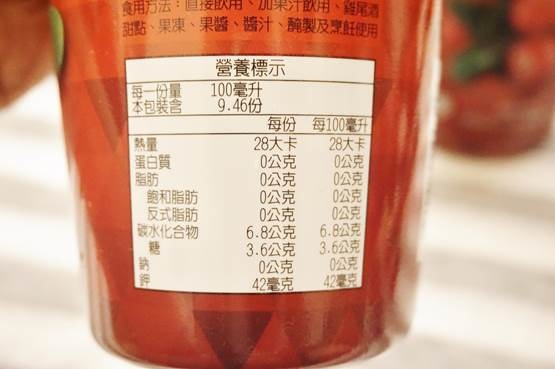 食用方法：直接飲用、加果汁飲用、雞尾酒
甜點、果凍、果醬、醬汁、醃製及烹飪使用
營養標示
每一份量 100毫升
本包裝含 9.46份
每份 每100毫升
熱量 28大卡 28大卡
蛋白質 0公克 0公克
脂肪 0公克 0公克
飽和脂肪 0公克 0公克
反式脂肪 0公克 0公克
碳水化合物 6.8公克 6.8公克
糖 3.6公克 3.6公克
鈉 0公克 0公克
鉀 42毫克 42毫克